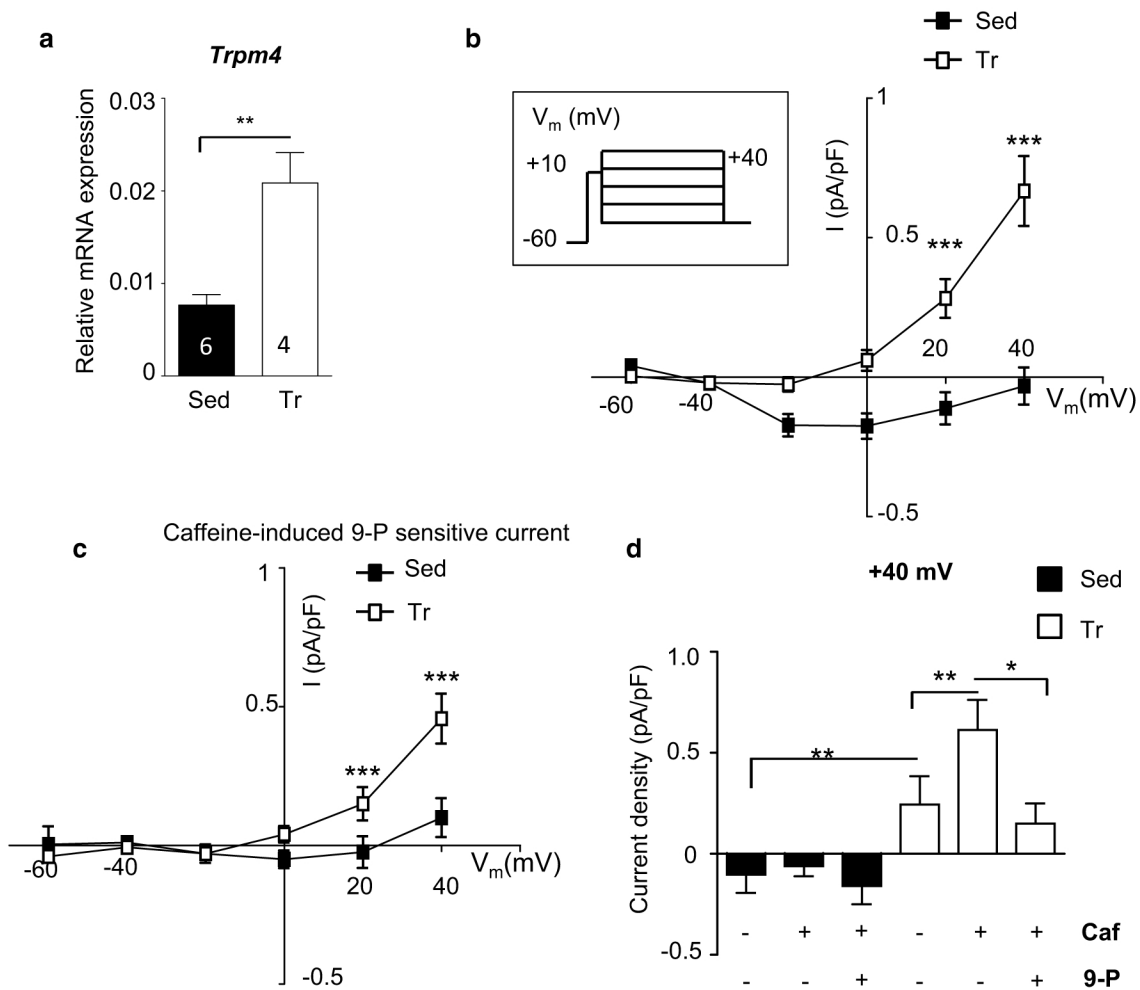 a
Trpm4
Relative mRNA expression
0.03
0.02
0.01
0
**
6
4
Sed
Tr
b
Sed
Tr
Vm (mV)
+10
+40
-60
I (pA/pF)
1
0.5
-0.5
***
***
20
40
-60
-40
Vm(mV)
c
Caffeine-induced 9-P sensitive current
Sed
Tr
I (pA/pF)
1
0.5
-0.5
***
***
-60
-40
20
40
Vm(mV)
d
+40 mV
Sed
Tr
Current density (pA/pF)
1.0
0.5
0
-0.5
**
**
*
- + + - + + Caf
- - + - - + 9-P